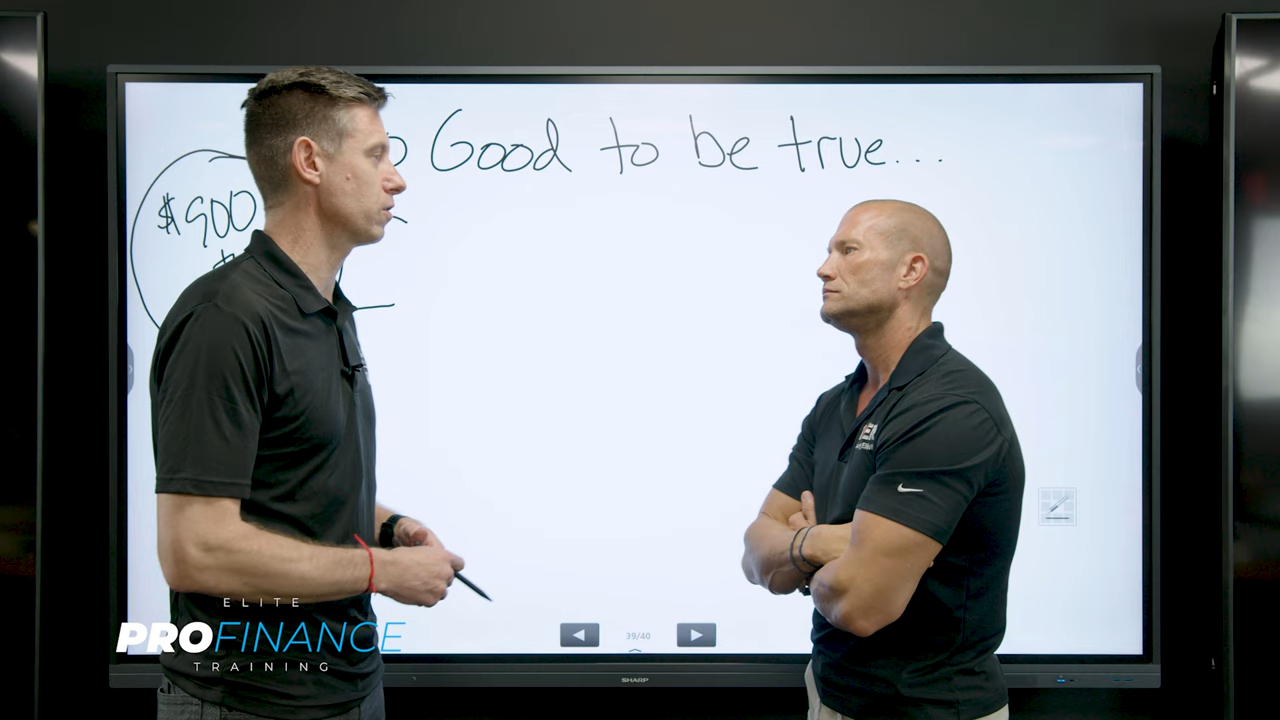 Good to be true...
$900
39/40
SHARP
ELITE
PROFINANCE
TRAINING